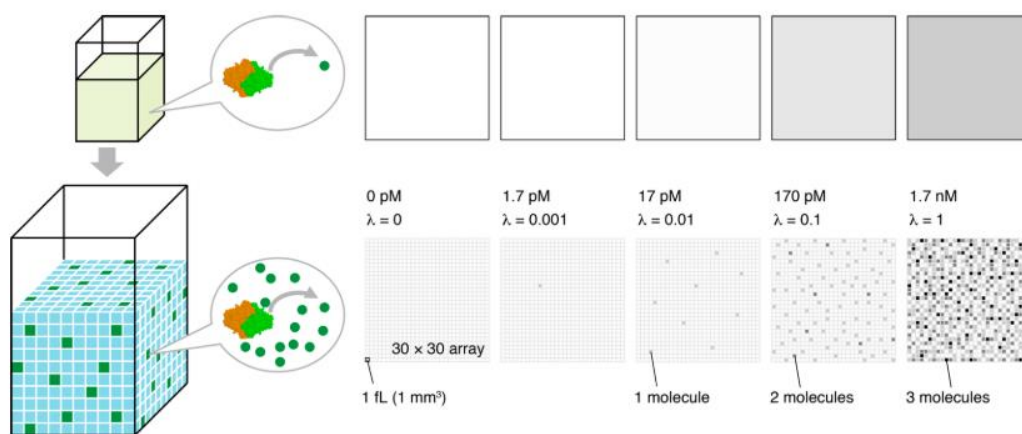 0 pM
λ = 0
1.7 pM
λ = 0.001
17 pM
λ = 0.01
170 pM
λ = 0.1
1.7 nM
λ = 1
30 × 30 array
1 fL (1 mm³)
1 molecule
2 molecules
3 molecules